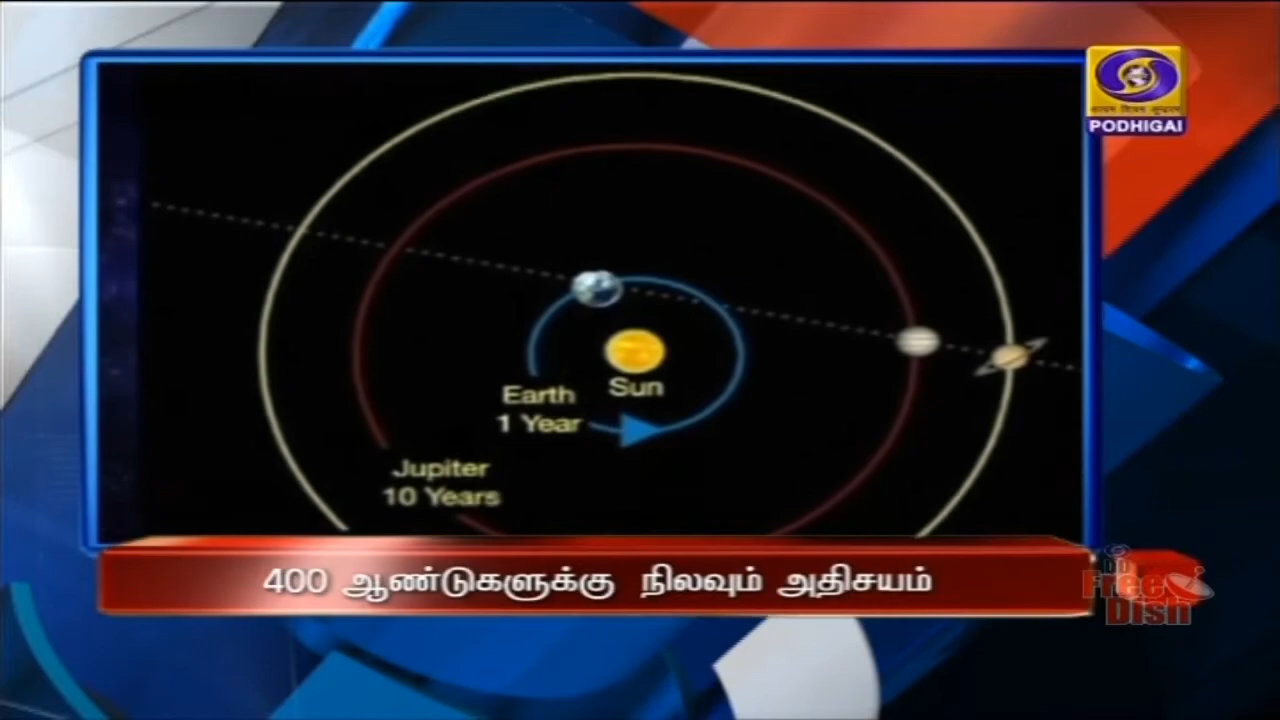 PODHIGAI
Sun
Earth
1 Year
Jupiter
10 Years
400 ஆண்டுகளுக்கு நிலவும் அதிசயம்
Free
Dish